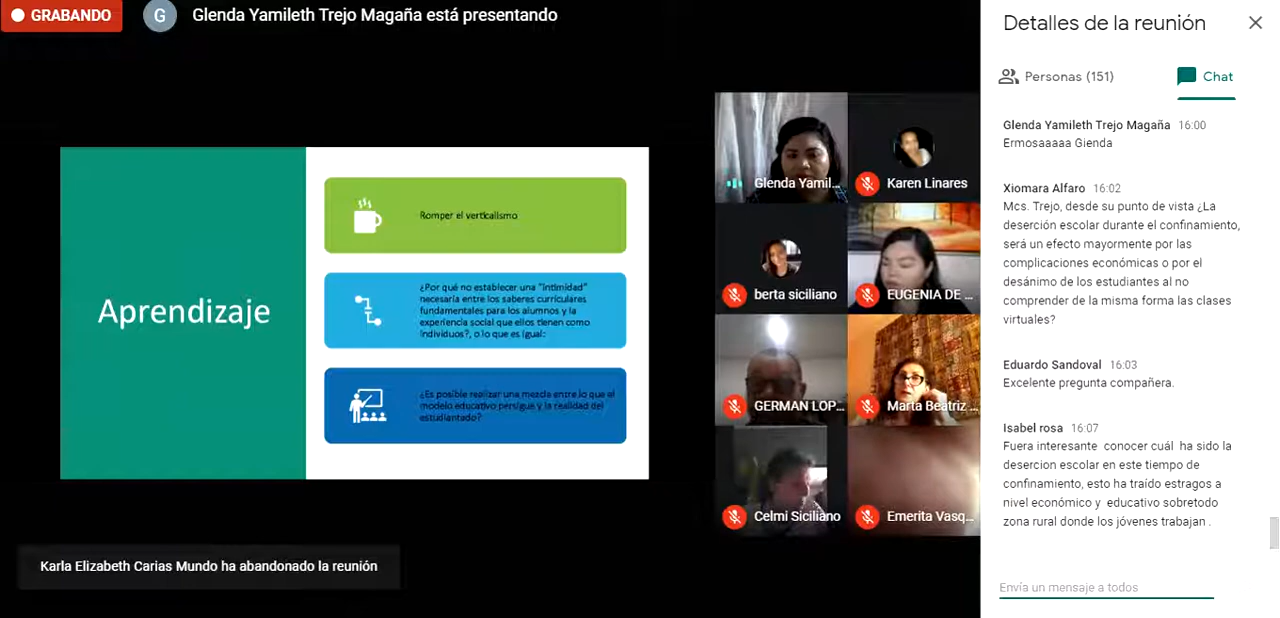 GRABANDO
G
Glenda Yamileth Trejo Magaña está presentando
Aprendizaje
Romper el verticalismo
¿Por qué no establecer una "intimidad"
necesaria entre los saberes curriculares
fundamentales para los alumnos y la
experiencia social que ellos tienen como
individuos?, o lo que es igual:
¿Es posible realizar una mezcla entre lo que el
modelo educativo persigue y la realidad del
estudiantado?
Glenda Yamil...
Karen Linares
berta siciliano
EUGENIA DE ...
GERMAN LOP...
Marta Beatriz ...
Celmi Siciliano
Emerita Vasq...
Karla Elizabeth Carias Mundo ha abandonado la reunión
Detalles de la reunión
Personas (151)
Chat
Glenda Yamileth Trejo Magaña 16:00
Ermosaaaaa Gienda
Xiomara Alfaro 16:02
Mcs. Trejo, desde su punto de vista ¿La
deserción escolar durante el confinamiento,
será un efecto mayormente por las
complicaciones económicas o por el
desánimo de los estudiantes al no
comprender de la misma forma las clases
virtuales?
Eduardo Sandoval 16:03
Excelente pregunta compañera.
Isabel rosa 16:07
Fuera interesante conocer cuál ha sido la
desercion escolar en este tiempo de
confinamiento, esto ha traído estragos a
nivel económico y educativo sobretodo
zona rural donde los jóvenes trabajan .
Envía un mensaje a todos